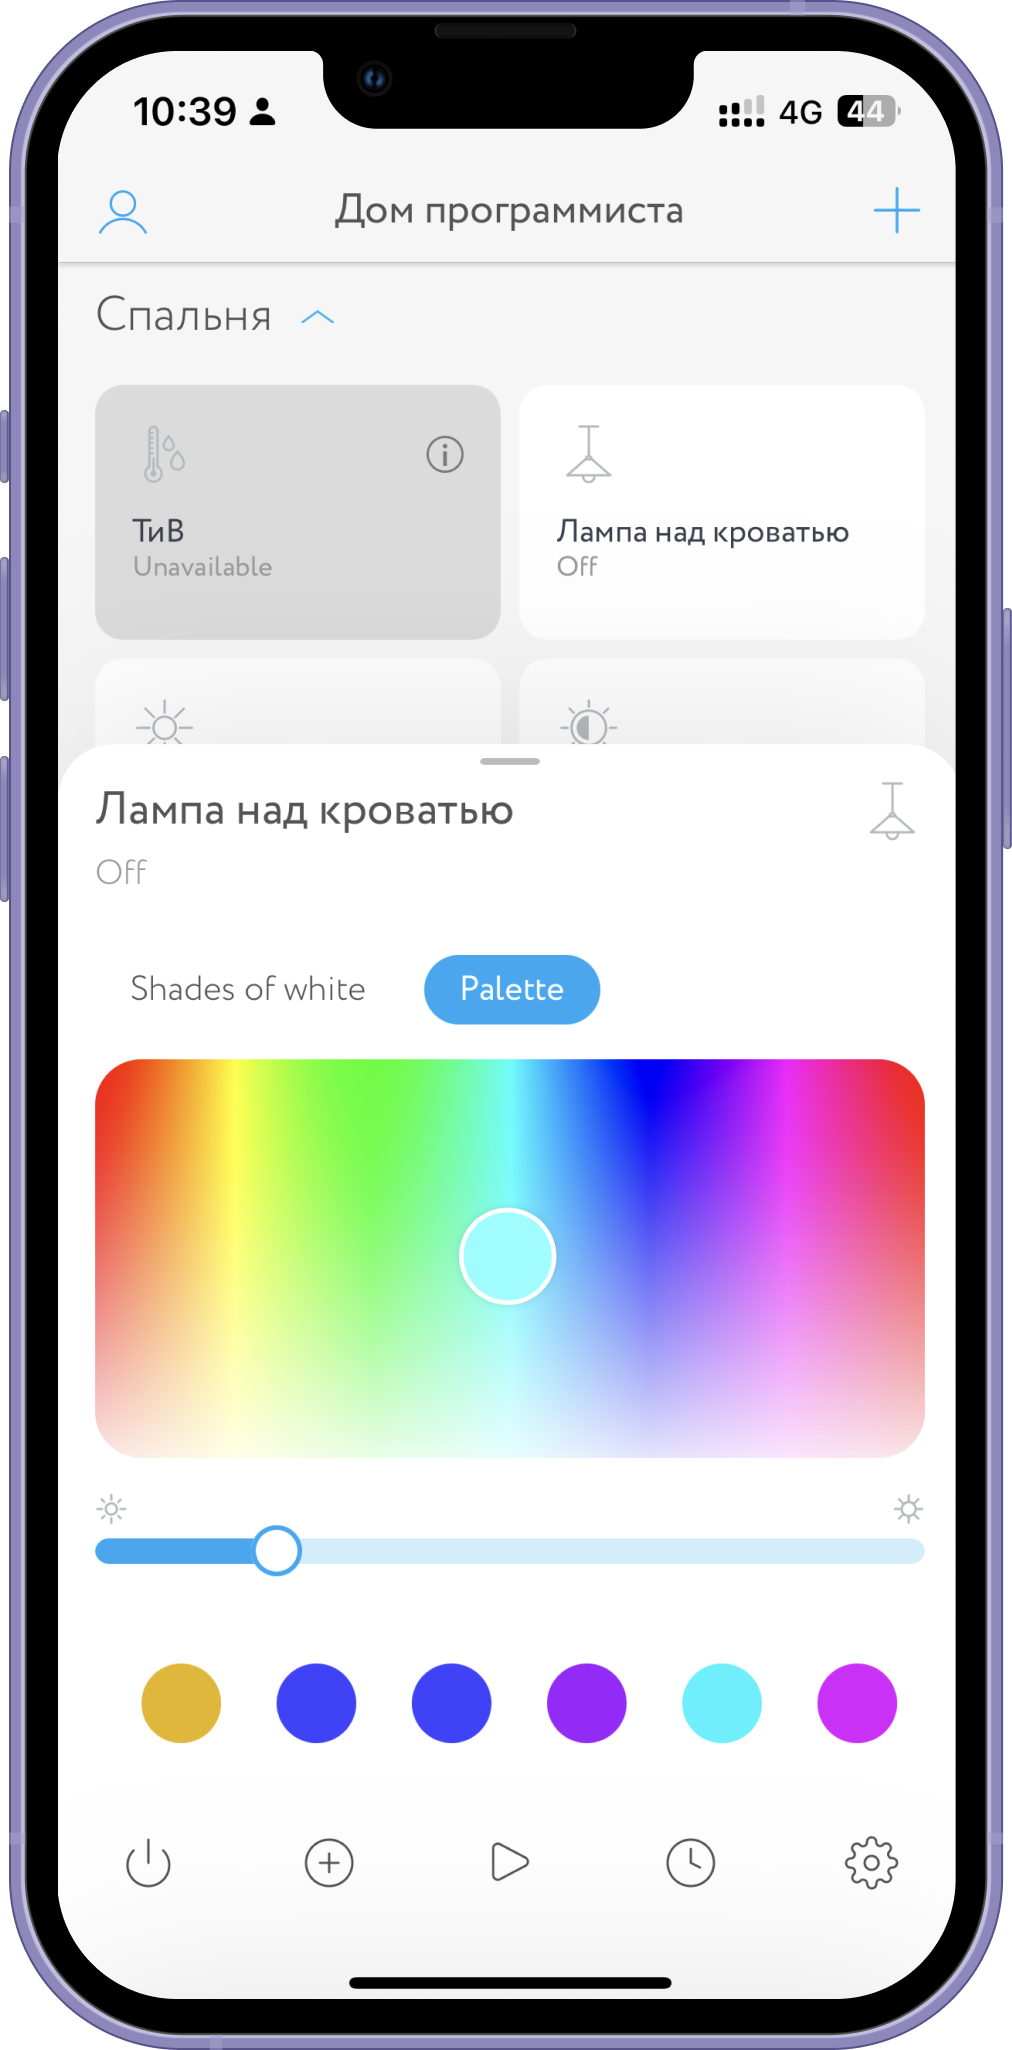 10:39 4G 44
Дом программиста
Спальня
ТиВ
Unavailable
Лампа над кроватью
Off
Лампа над кроватью
Off
Shades of white Palette